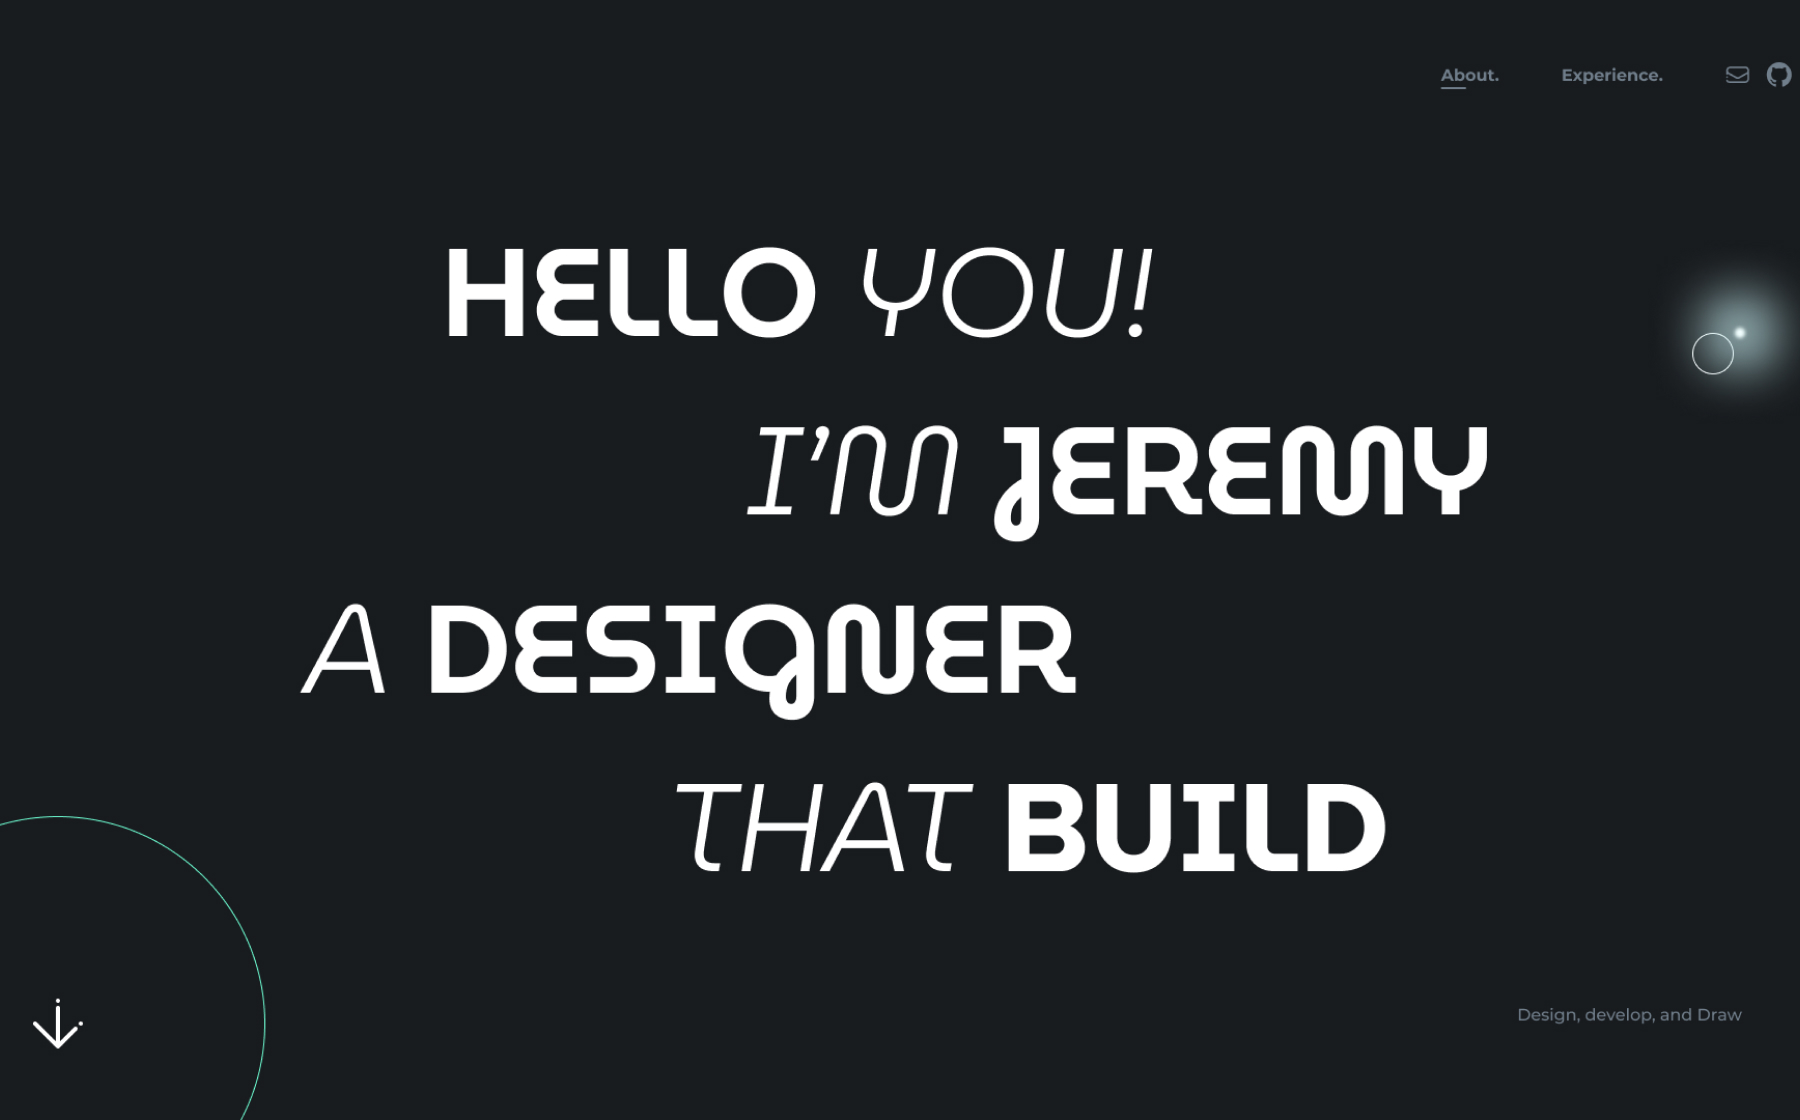 About. Experience.
HELLO YOU!
I'M JEREMY
A DESIGNER
THAT BUILD
Design, develop, and Draw